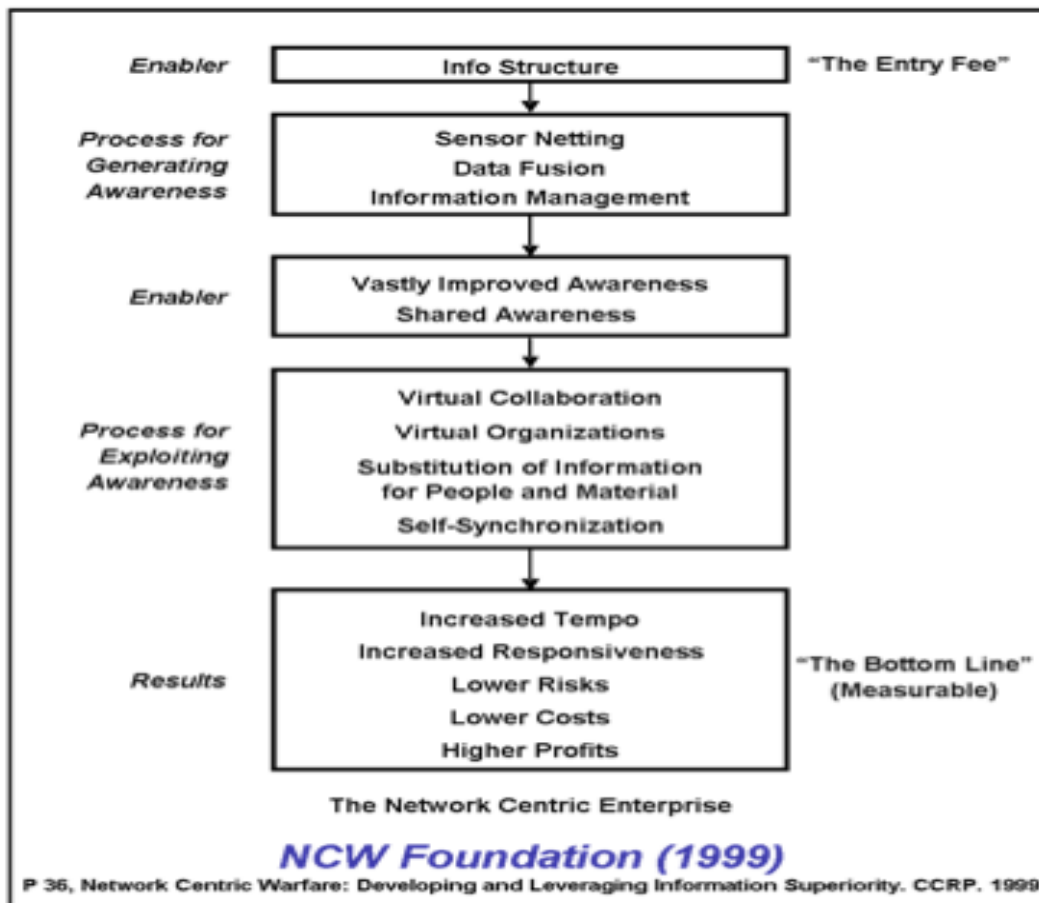 Enabler
Info Structure
“The Entry Fee”
Process for
Generating
Awareness
Sensor Netting
Data Fusion
Information Management
Enabler
Vastly Improved Awareness
Shared Awareness
Process for
Exploiting
Awareness
Virtual Collaboration
Virtual Organizations
Substitution of Information
for People and Material
Self-Synchronization
Results
Increased Tempo
Increased Responsiveness
Lower Risks
Lower Costs
Higher Profits
“The Bottom Line”
(Measurable)
The Network Centric Enterprise
NCW Foundation (1999)
P 36, Network Centric Warfare: Developing and Leveraging Information Superiority. CCRP. 1999